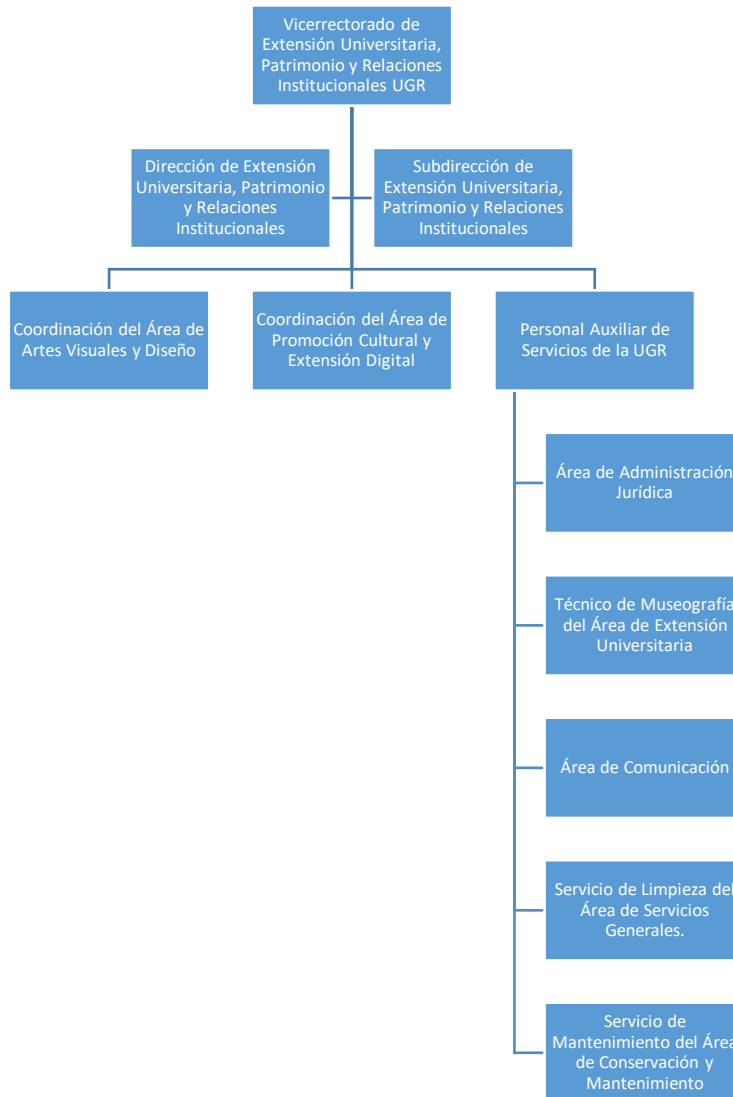 Vicerrectorado de
Extensión Universitaria,
Patrimonio y Relaciones
Institucionales UGR
Dirección de Extensión
Universitaria, Patrimonio
y Relaciones
Institucionales
Subdirección de
Extensión Universitaria,
Patrimonio y Relaciones
Institucionales
Coordinación del Área de
Artes Visuales y Diseño
Coordinación del Área de
Promoción Cultural y
Extensión Digital
Personal Auxiliar de
Servicios de la UGR
Área de Administración
Jurídica
Técnico de Museografía
del Área de Extensión
Universitaria
Área de Comunicación
Servicio de Limpieza del
Área de Servicios
Generales.
Servicio de
Mantenimiento del Área
de Conservación y
Mantenimiento